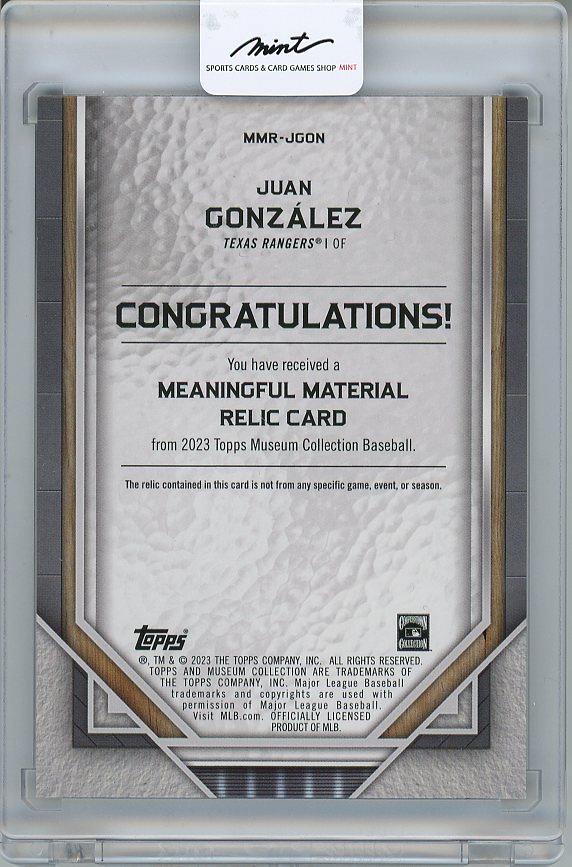 mint
SPORTS CARDS & CARD GAMES SHOP MINT
MMR-JGON
JUAN
GONZÁLEZ
TEXAS RANGERS® | OF
CONGRATULATIONS!
You have received a
MEANINGFUL MATERIAL
RELIC CARD
from 2023 Topps Museum Collection Baseball.
The relic contained in this card is not from any specific game, event, or season.
Topps
COOPERSTOWN
COLLECTION
®, TM & © 2023 THE TOPPS COMPANY, INC. ALL RIGHTS RESERVED.
TOPPS AND MUSEUM COLLECTION ARE TRADEMARKS OF
THE TOPPS COMPANY, INC. Major League Baseball
trademarks and copyrights are used with
permission of Major League Baseball.
Visit MLB.com. OFFICIALLY LICENSED
PRODUCT OF MLB.